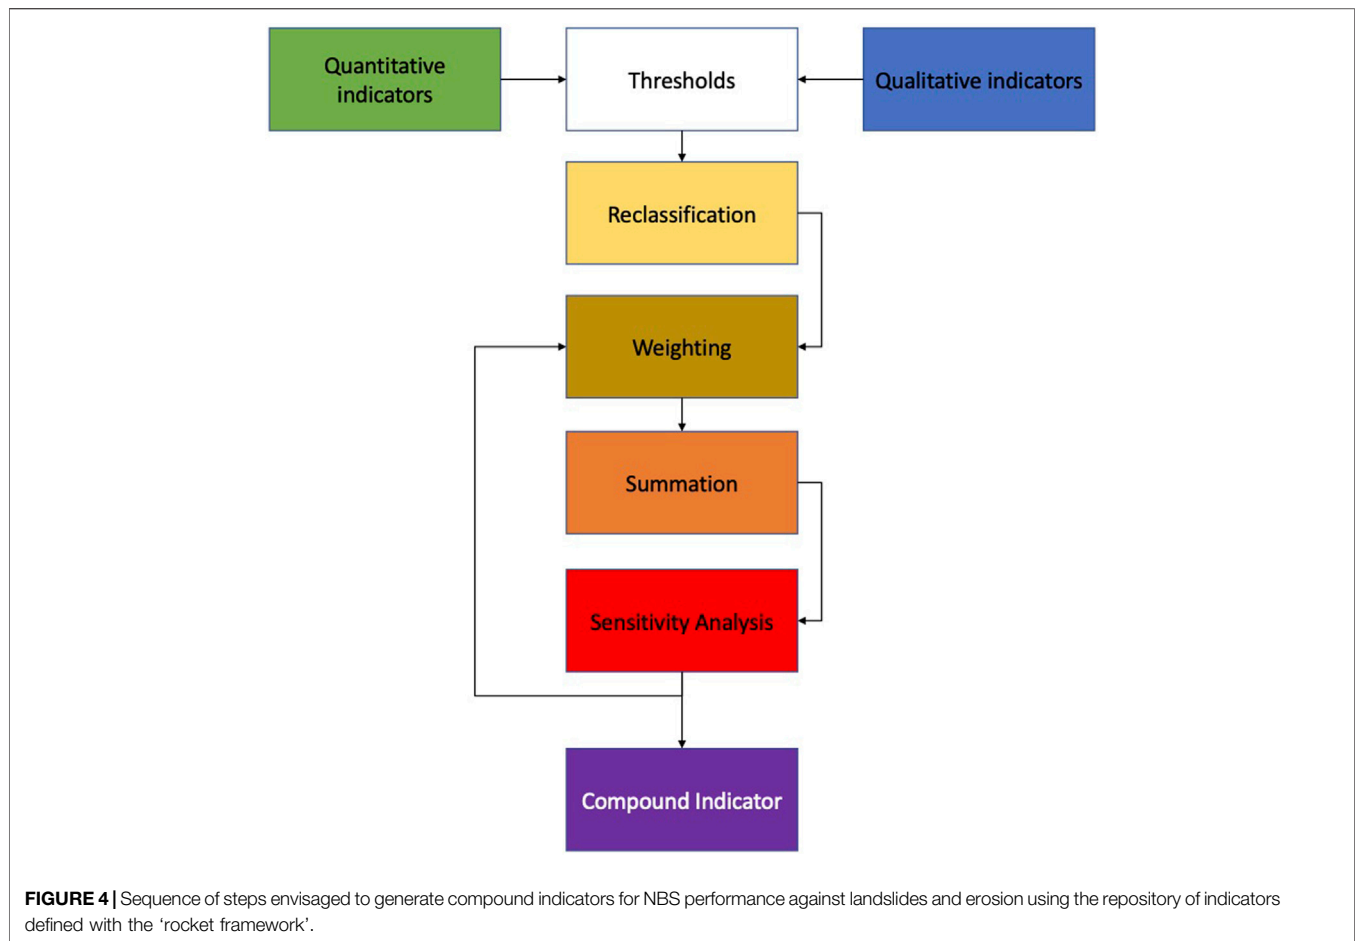 Quantitative
indicators
Thresholds
Qualitative indicators
Reclassification
Weighting
Summation
Sensitivity Analysis
Compound Indicator
FIGURE 4 | Sequence of steps envisaged to generate compound indicators for NBS performance against landslides and erosion using the repository of indicators
defined with the ‘rocket framework’.